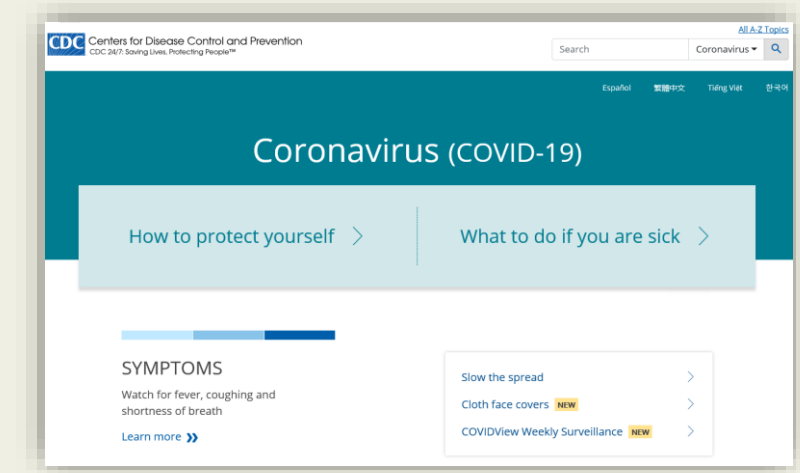 All A-Z Topics
CDC Centers for Disease Control and Prevention
CDC 24/7: Saving Lives, Protecting People™
Search
Coronavirus
Español 繁體中文 Tiếng Việt 한국어
Coronavirus (COVID-19)
How to protect yourself
What to do if you are sick
SYMPTOMS
Watch for fever, coughing and
shortness of breath
Learn more
Slow the spread
Cloth face covers NEW
COVIDView Weekly Surveillance NEW